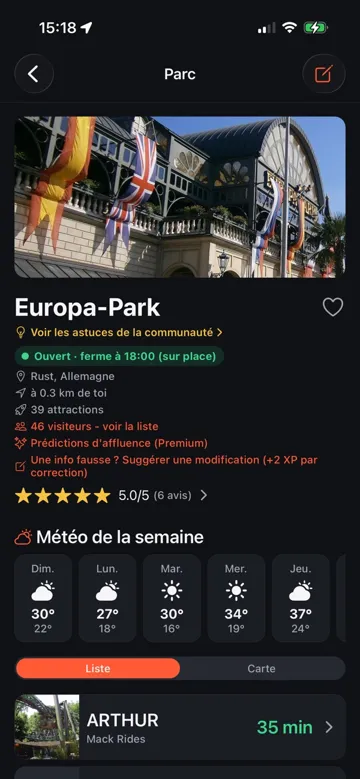 15:18
Parc
Europa-Park
Voir les astuces de la communauté
Ouvert · ferme à 18:00 (sur place)
Rust, Allemagne
à 0.3 km de toi
39 attractions
46 visiteurs - voir la liste
Prédictions d'affluence (Premium)
Une info fausse ? Suggérer une modification (+2 XP par
correction)
5.0/5 (6 avis)
Météo de la semaine
Dim. Lun. Mar. Mer. Jeu.
30° 27° 30° 34° 37°
22° 18° 16° 19° 24°
Liste Carte
ARTHUR
35 min
Mack Rides